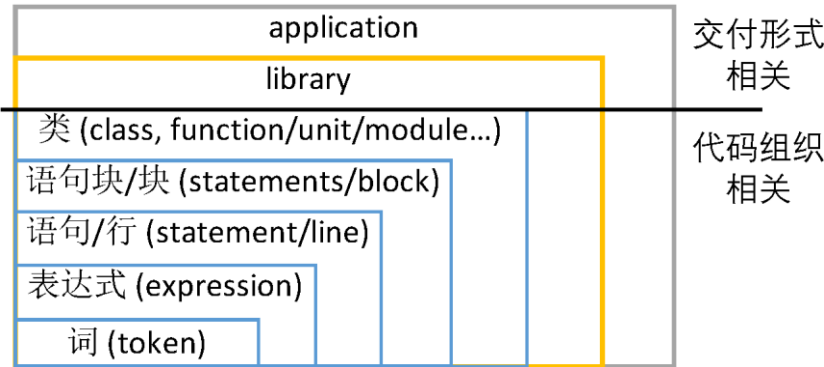 application
library
类 (class, function/unit/module…)
语句块/块 (statements/block)
语句/行 (statement/line)
表达式 (expression)
词 (token)
交付形式
相关
代码组织
相关